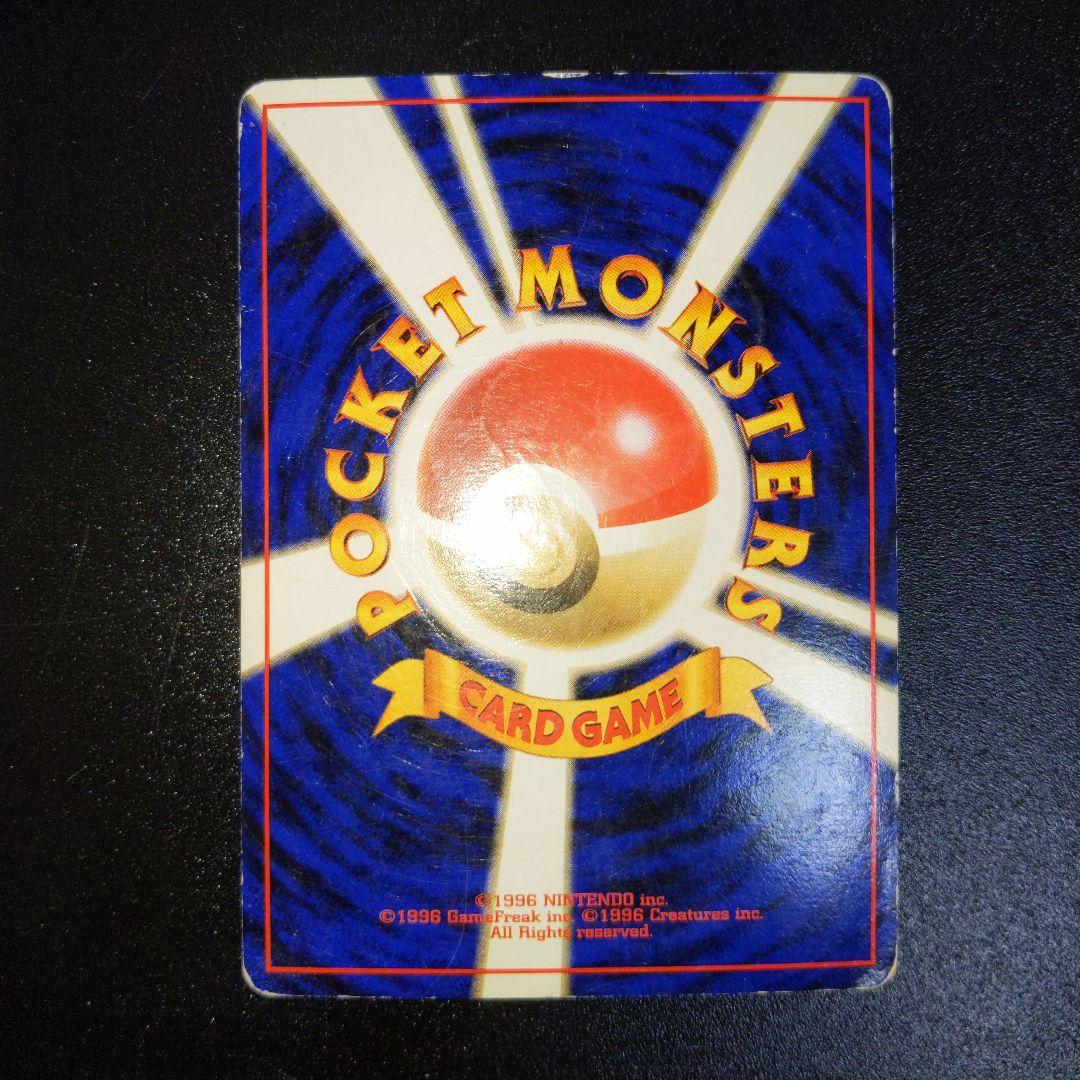 POCKET MONSTERS
CARD GAME
©1996 NINTENDO inc.
©1996 GameFreak inc. ©1996 Creatures inc.
All Rights reserved.